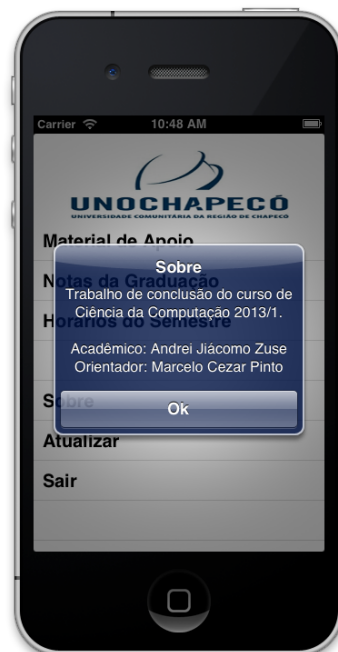 Carrier 10:48 AM
UNOCHAPECÓ
UNIVERSIDADE COMUNITÁRIA DA REGIÃO DE CHAPECÓ
Material de Apoio
Sobre
Notas da Graduação
Trabalho de conclusão do curso de
Ciência da Computação 2013/1.
Horários do Semestre
Acadêmico: Andrei Jiácomo Zuse
Orientador: Marcelo Cezar Pinto
Sobre
Ok
Atualizar
Sair